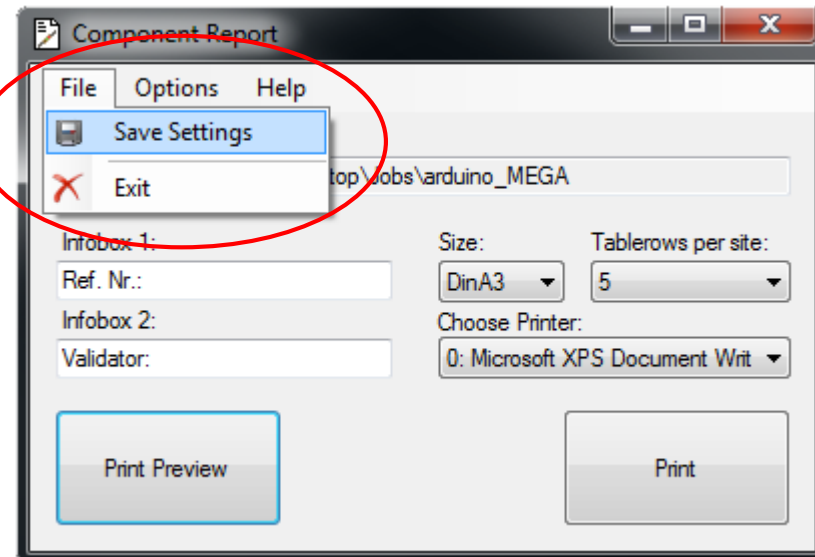 Component Report
File Options Help
Save Settings
Exit
top\Jobs\arduino_MEGA
Infobox 1: Size: Tablerows per site:
Ref. Nr.: DinA3 5
Infobox 2: Choose Printer:
Validator: 0: Microsoft XPS Document Writ
Print Preview Print